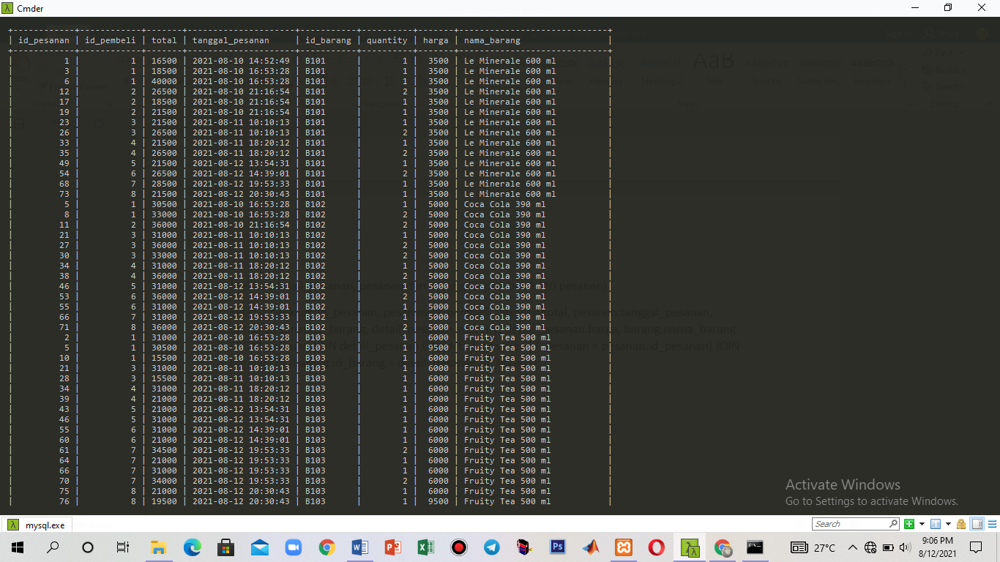 Cmder
+------------+------------+-------+---------------------+-----------+----------+-------+------------------------------+
| id_pesanan | id_pembeli | total | tanggal_pesanan | id_barang | quantity | harga | nama_barang |
+------------+------------+-------+---------------------+-----------+----------+-------+------------------------------+
| 1 | 1 | 16500 | 2021-08-10 14:52:49 | B101 | 1 | 3500 | Le Minerale 600 ml |
| 3 | 1 | 18500 | 2021-08-10 16:53:28 | B101 | 1 | 3500 | Le Minerale 600 ml |
| 6 | 1 | 40000 | 2021-08-10 16:53:28 | B101 | 1 | 3500 | Le Minerale 600 ml |
| 12 | 2 | 26500 | 2021-08-10 21:16:54 | B101 | 2 | 3500 | Le Minerale 600 ml |
| 17 | 2 | 18500 | 2021-08-10 21:16:54 | B101 | 1 | 3500 | Le Minerale 600 ml |
| 19 | 2 | 21500 | 2021-08-10 21:16:54 | B101 | 1 | 3500 | Le Minerale 600 ml |
| 23 | 3 | 21500 | 2021-08-11 10:10:13 | B101 | 1 | 3500 | Le Minerale 600 ml |
| 26 | 3 | 26500 | 2021-08-11 10:10:13 | B101 | 2 | 3500 | Le Minerale 600 ml |
| 33 | 4 | 21500 | 2021-08-11 18:20:12 | B101 | 1 | 3500 | Le Minerale 600 ml |
| 35 | 4 | 26500 | 2021-08-11 18:20:12 | B101 | 2 | 3500 | Le Minerale 600 ml |
| 49 | 5 | 21500 | 2021-08-12 13:54:31 | B101 | 1 | 3500 | Le Minerale 600 ml |
| 54 | 6 | 26500 | 2021-08-12 14:39:01 | B101 | 2 | 3500 | Le Minerale 600 ml |
| 68 | 7 | 28500 | 2021-08-12 19:53:33 | B101 | 1 | 3500 | Le Minerale 600 ml |
| 73 | 8 | 21500 | 2021-08-12 20:30:43 | B101 | 1 | 3500 | Le Minerale 600 ml |
| 5 | 1 | 30500 | 2021-08-10 16:53:28 | B102 | 1 | 5000 | Coca Cola 390 ml |
| 8 | 1 | 33000 | 2021-08-10 16:53:28 | B102 | 2 | 5000 | Coca Cola 390 ml |
| 11 | 2 | 36000 | 2021-08-10 21:16:54 | B102 | 2 | 5000 | Coca Cola 390 ml |
| 21 | 3 | 31000 | 2021-08-11 10:10:13 | B102 | 1 | 5000 | Coca Cola 390 ml |
| 27 | 3 | 36000 | 2021-08-11 10:10:13 | B102 | 2 | 5000 | Coca Cola 390 ml |
| 30 | 3 | 33000 | 2021-08-11 10:10:13 | B102 | 2 | 5000 | Coca Cola 390 ml |
| 34 | 4 | 31000 | 2021-08-11 18:20:12 | B102 | 1 | 5000 | Coca Cola 390 ml |
| 38 | 4 | 36000 | 2021-08-11 18:20:12 | B102 | 2 | 5000 | Coca Cola 390 ml |
| 46 | 5 | 31000 | 2021-08-12 13:54:31 | B102 | 1 | 5000 | Coca Cola 390 ml |
| 53 | 6 | 36000 | 2021-08-12 14:39:01 | B102 | 2 | 5000 | Coca Cola 390 ml |
| 55 | 6 | 31000 | 2021-08-12 14:39:01 | B102 | 1 | 5000 | Coca Cola 390 ml |
| 66 | 7 | 31000 | 2021-08-12 19:53:33 | B102 | 1 | 5000 | Coca Cola 390 ml |
| 71 | 8 | 36000 | 2021-08-12 20:30:43 | B102 | 2 | 5000 | Coca Cola 390 ml |
| 2 | 1 | 31000 | 2021-08-10 16:53:28 | B103 | 1 | 6000 | Fruity Tea 500 ml |
| 5 | 1 | 30500 | 2021-08-10 16:53:28 | B103 | 1 | 9500 | Fruity Tea 500 ml |
| 10 | 1 | 15500 | 2021-08-10 16:53:28 | B103 | 1 | 6000 | Fruity Tea 500 ml |
| 21 | 3 | 31000 | 2021-08-11 10:10:13 | B103 | 1 | 6000 | Fruity Tea 500 ml |
| 28 | 3 | 15500 | 2021-08-11 10:10:13 | B103 | 1 | 6000 | Fruity Tea 500 ml |
| 34 | 4 | 31000 | 2021-08-11 18:20:12 | B103 | 1 | 6000 | Fruity Tea 500 ml |
| 39 | 4 | 21000 | 2021-08-11 18:20:12 | B103 | 1 | 6000 | Fruity Tea 500 ml |
| 43 | 5 | 21000 | 2021-08-12 13:54:31 | B103 | 1 | 6000 | Fruity Tea 500 ml |
| 46 | 5 | 31000 | 2021-08-12 13:54:31 | B103 | 1 | 6000 | Fruity Tea 500 ml |
| 55 | 6 | 31000 | 2021-08-12 14:39:01 | B103 | 1 | 6000 | Fruity Tea 500 ml |
| 60 | 6 | 21000 | 2021-08-12 14:39:01 | B103 | 1 | 6000 | Fruity Tea 500 ml |
| 61 | 7 | 34500 | 2021-08-12 19:53:33 | B103 | 2 | 6000 | Fruity Tea 500 ml |
| 64 | 7 | 21000 | 2021-08-12 19:53:33 | B103 | 1 | 6000 | Fruity Tea 500 ml |
| 66 | 7 | 31000 | 2021-08-12 19:53:33 | B103 | 1 | 6000 | Fruity Tea 500 ml |
| 70 | 7 | 34000 | 2021-08-12 19:53:33 | B103 | 2 | 6000 | Fruity Tea 500 ml |
| 75 | 8 | 21000 | 2021-08-12 20:30:43 | B103 | 1 | 6000 | Fruity Tea 500 ml |
| 76 | 8 | 19500 | 2021-08-12 20:30:43 | B103 | 1 | 9500 | Fruity Tea 500 ml |
Activate Windows
Go to Settings to activate Windows.
mysql.exe
Search
27°C
9:06 PM
8/12/2021